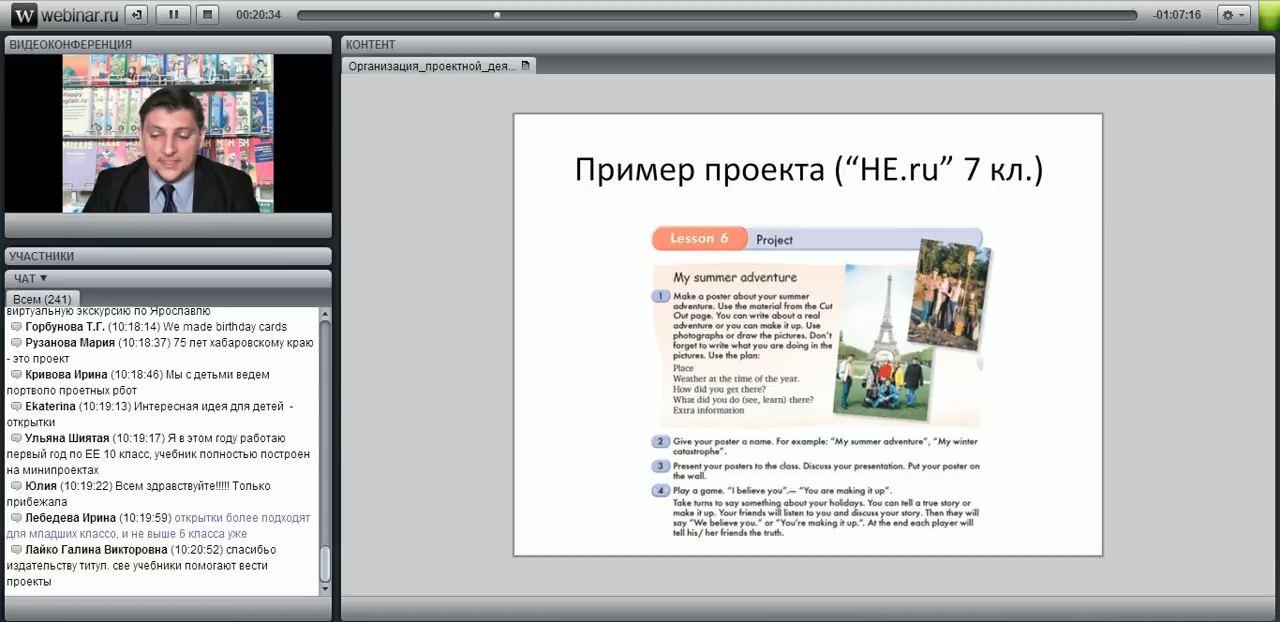 webinar.ru
00:20:34
-01:07:16
ВИДЕОКОНФЕРЕНЦИЯ
УЧАСТНИКИ
ЧАТ
Всем (241)
виртуальную экскурсию по Ярославлю
Горбунова Т.Г. (10:18:14) We made birthday cards
Рузанова Мария (10:18:37) 75 лет хабаровскому краю
- это проект
Кривова Ирина (10:18:46) Мы с детьми ведем
портволо проетных рбот
Ekaterina (10:19:13) Интересная идея для детей -
открытки
Ульяна Шиятая (10:19:17) Я в этом году работаю
первый год по ЕЕ 10 класс, учебник полностью построен
на минипроектах
Юлия (10:19:22) Всем здравствуйте!!!!! Только
прибежала
Лебедева Ирина (10:19:59) открытки более подходят
для младших классо, и не выше 6 класса уже
Лайко Галина Викторовна (10:20:52) спасибьо
издательству титул. све учебники помогают вести
проекты
КОНТЕНТ
Организация_проектной_дея...
Пример проекта (“HE.ru” 7 кл.)
Lesson 6 Project
My summer adventure
1 Make a poster about your summer
adventure. Use the material from the Cut
Out page. You can write about a real
adventure or you can make it up. Use
photographs or draw the pictures. Don't
forget to write what you are doing in the
pictures. Use the plan:
Place
Weather at the time of the year.
How did you get there?
What did you do (see, learn) there?
Extra information
2 Give your poster a name. For example: "My summer adventure", "My winter
catastrophe".
3 Present your posters to the class. Discuss your presentation. Put your poster on
the wall.
4 Play a game. "I believe you".— "You are making it up".
Take turns to say something about your holidays. You can tell a true story or
make it up. Your friends will listen to you and discuss your story. Then they will
say "We believe you." or "You're making it up.". At the end each player will
tell his/ her friends the truth.